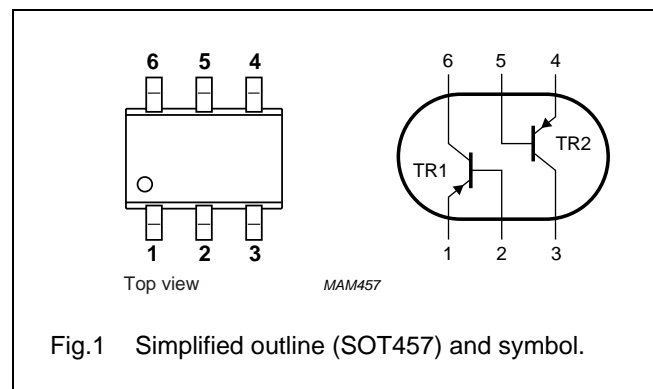 6 5 4
6 5 4
TR1
TR2
1 2 3
1 2 3
Top view
MAM457
Fig.1 Simplified outline (SOT457) and symbol.